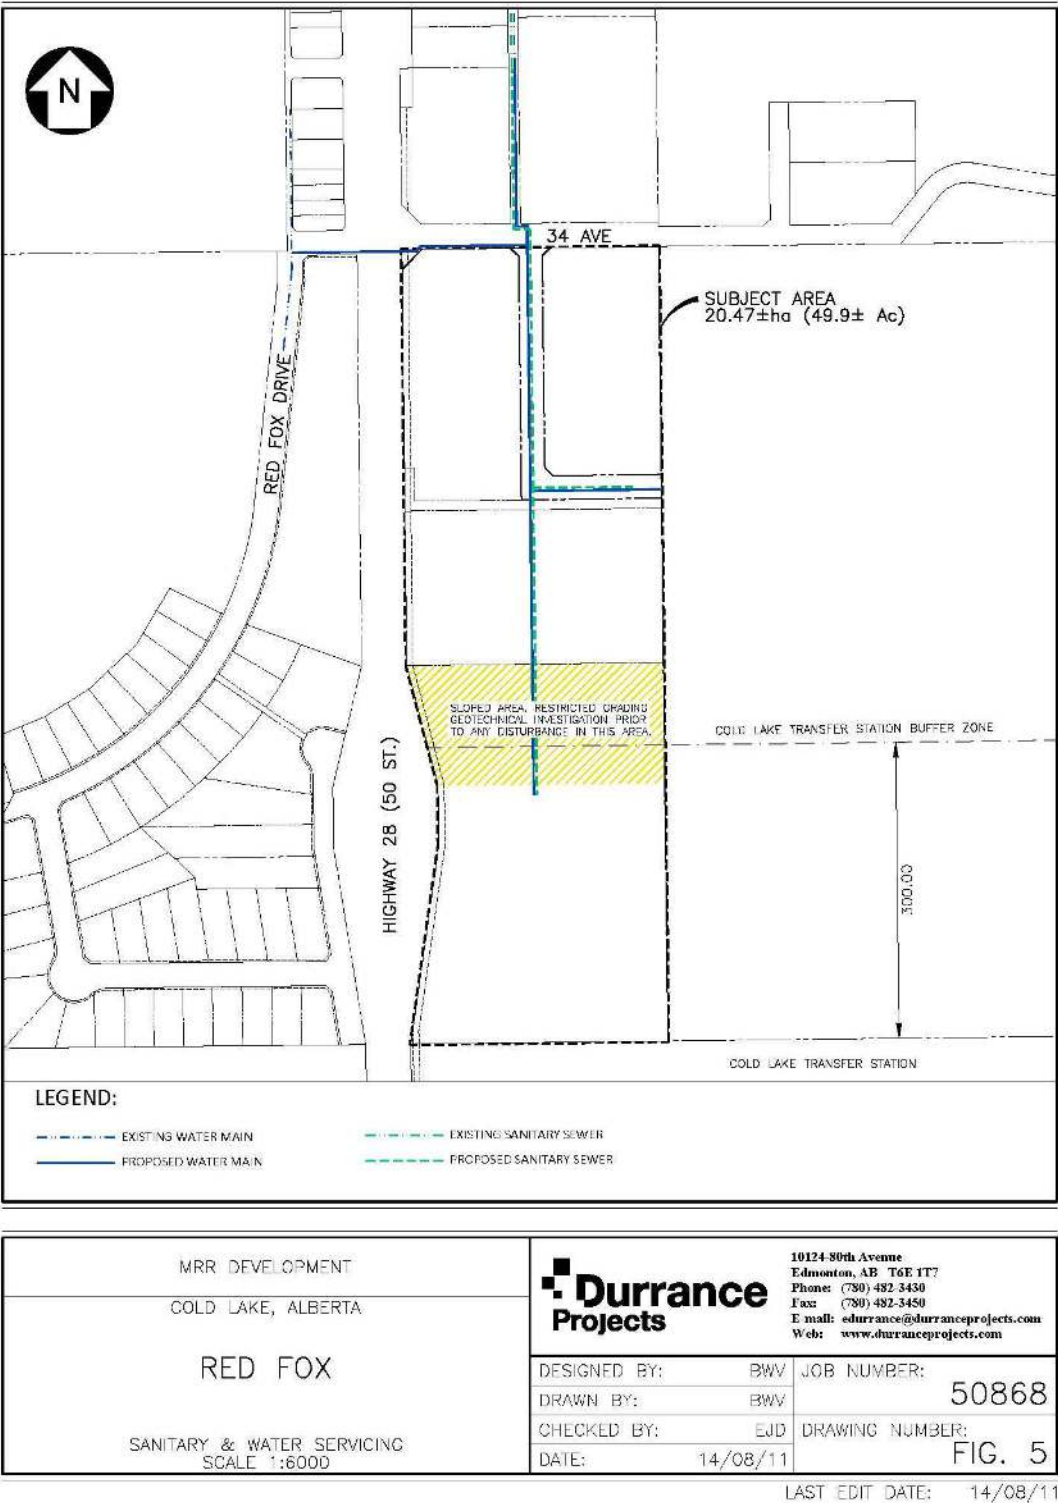 N
34 AVE
SUBJECT AREA
20.47±ha (49.9± Ac)
RED FOX DRIVE
SLOPED AREA, RESTRICTED GRADING
GEOTECHNICAL INVESTIGATION PRIOR
TO ANY DISTURBANCE IN THIS AREA.
COLD LAKE TRANSFER STATION BUFFER ZONE
HIGHWAY 28 (50 ST.)
300.00
COLD LAKE TRANSFER STATION
LEGEND:
EXISTING WATER MAIN
EXISTING SANITARY SEWER
PROPOSED WATER MAIN
PROPOSED SANITARY SEWER
MRR DEVELOPMENT
COLD LAKE, ALBERTA
RED FOX
SANITARY & WATER SERVICING
SCALE 1:6000
Durrance
Projects
10124-80th Avenue
Edmonton, AB T6E 1T7
Phone: (780) 482-3430
Fax: (780) 482-3450
E mail: edurrance@durranceprojects.com
Web: www.durranceprojects.com
DESIGNED BY: BWV
DRAWN BY: BWV
CHECKED BY: EJD
DATE: 14/08/11
JOB NUMBER:
50868
DRAWING NUMBER:
FIG. 5
LAST EDIT DATE: 14/08/11